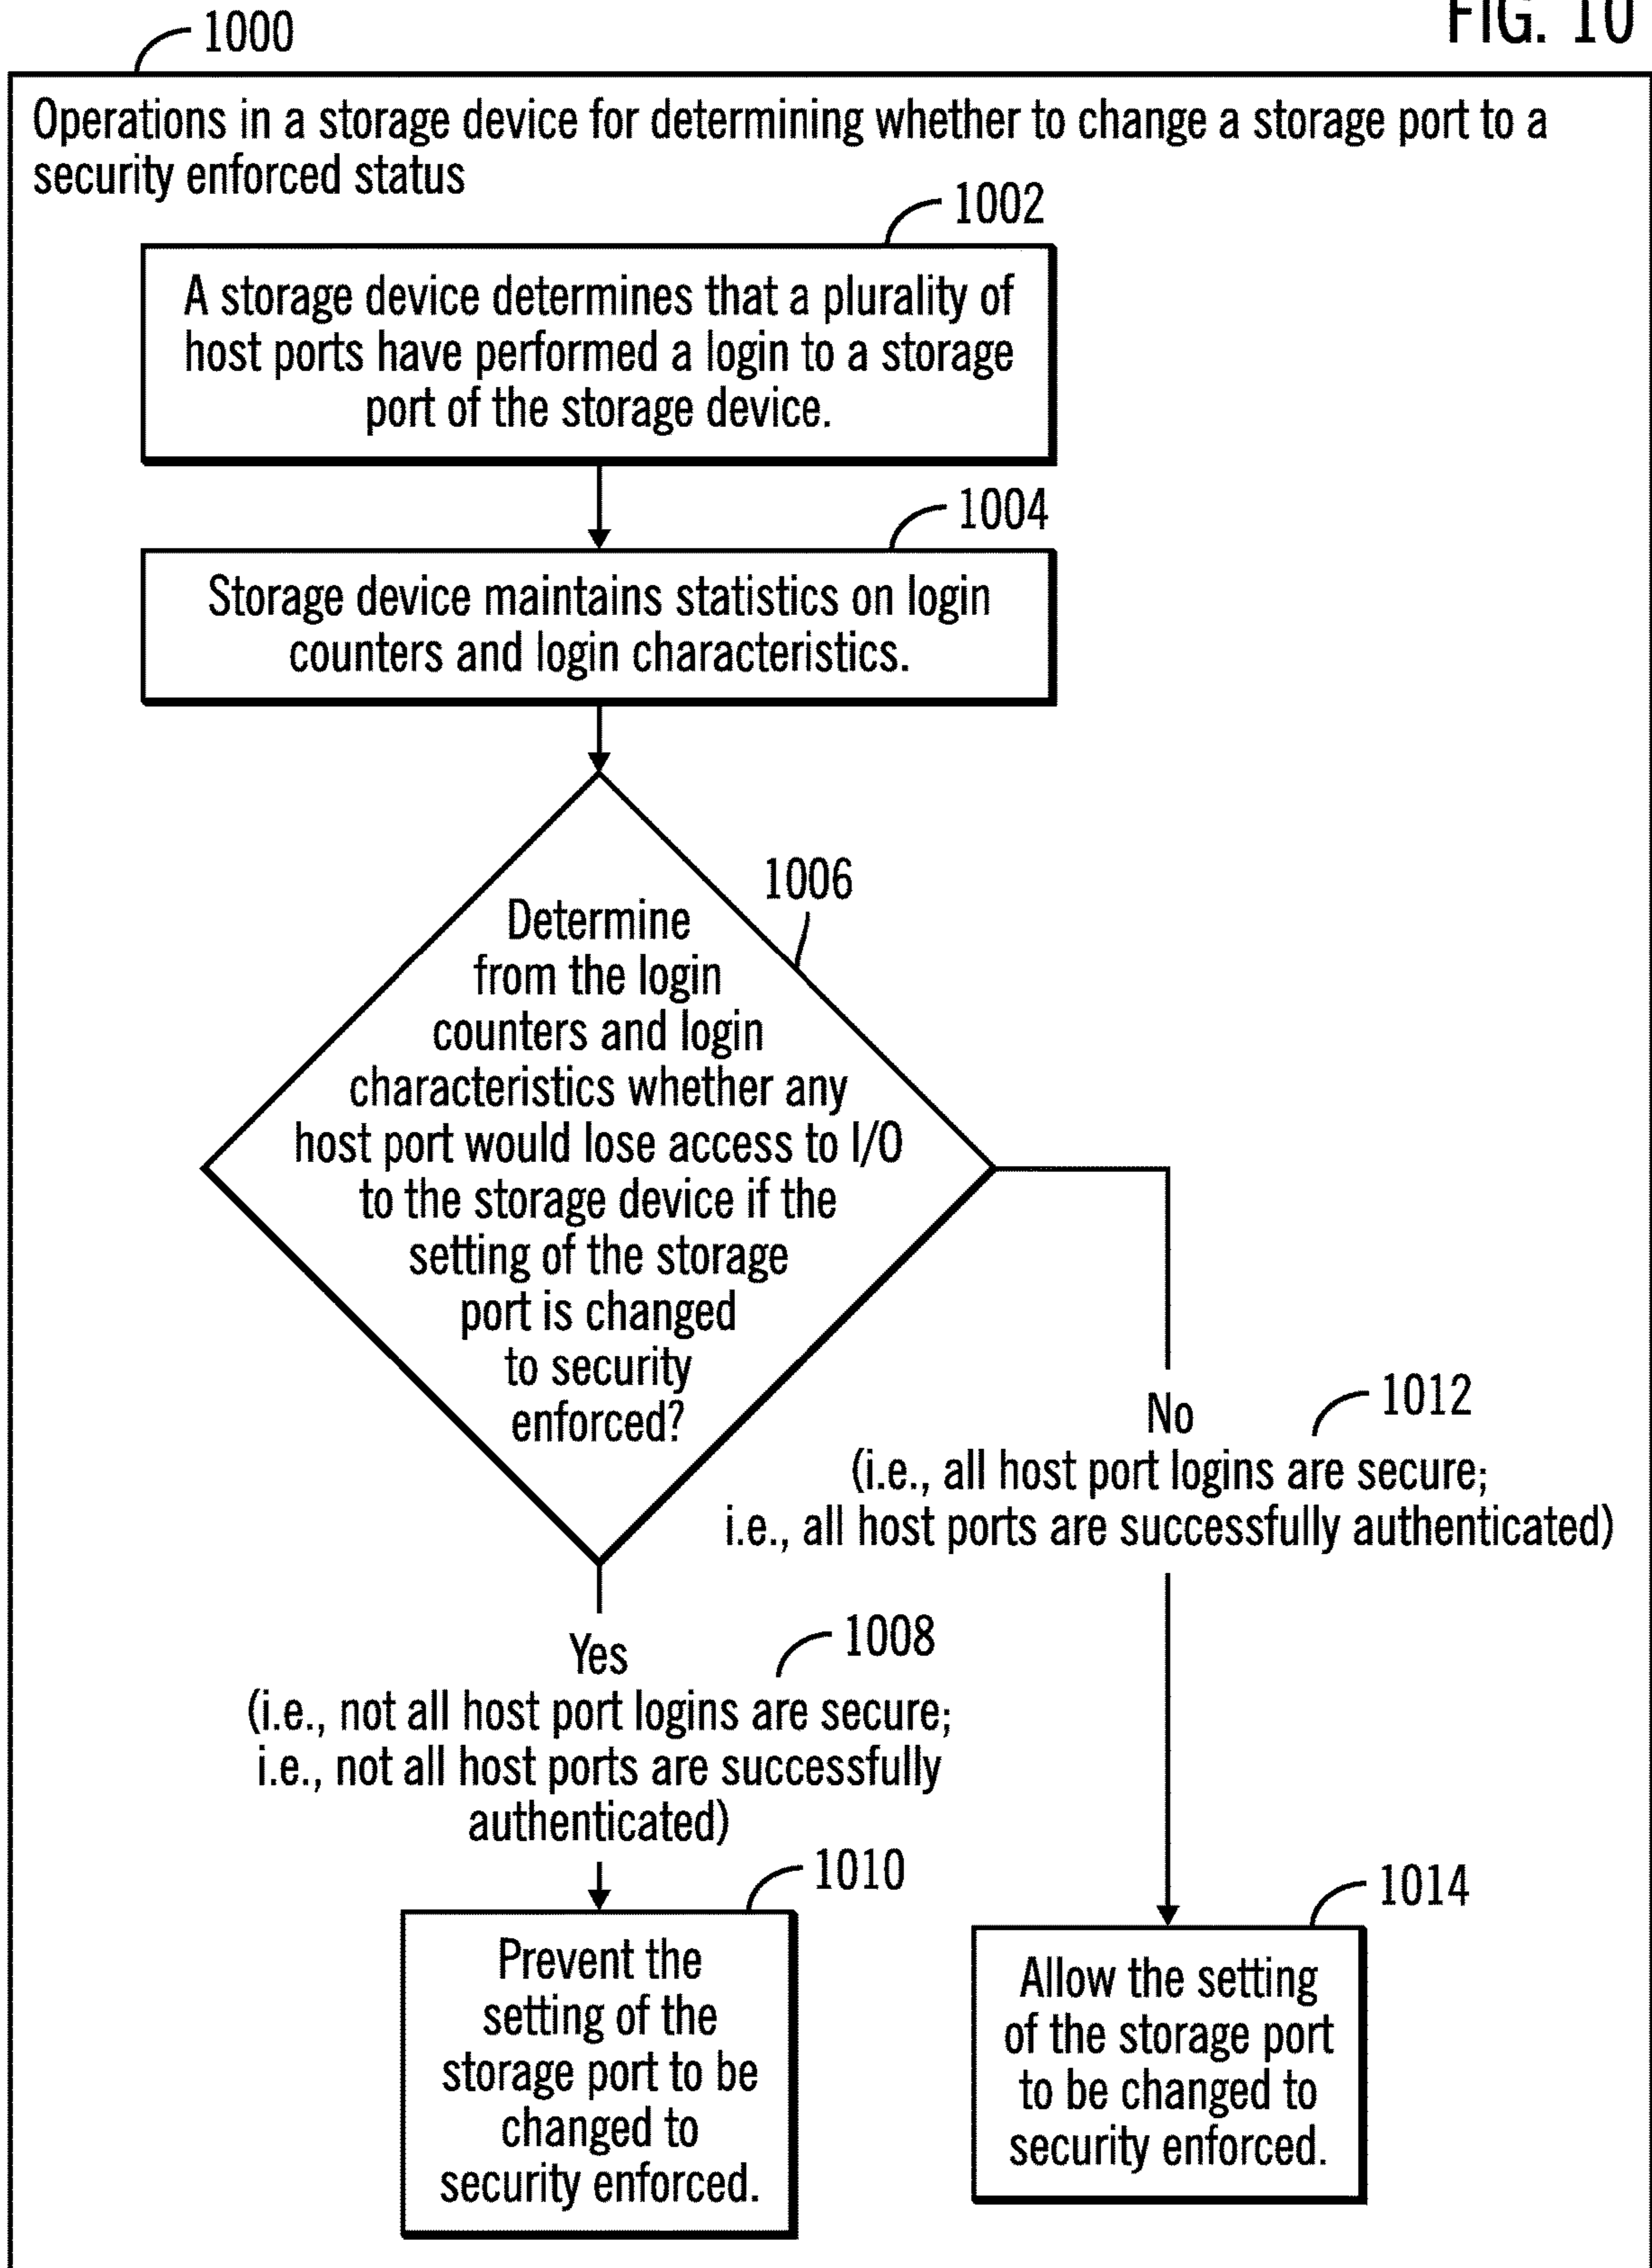 FIG. 10
1000
Operations in a storage device for determining whether to change a storage port to a
security enforced status
1002
A storage device determines that a plurality of
host ports have performed a login to a storage
port of the storage device.
1004
Storage device maintains statistics on login
counters and login characteristics.
1006
Determine
from the login
counters and login
characteristics whether any
host port would lose access to I/O
to the storage device if the
setting of the storage
port is changed
to security
enforced?
1012
No
(i.e., all host port logins are secure;
i.e., all host ports are successfully authenticated)
1008
Yes
(i.e., not all host port logins are secure;
i.e., not all host ports are successfully
authenticated)
1010
Prevent the
setting of the
storage port to be
changed to
security enforced.
1014
Allow the setting
of the storage port
to be changed to
security enforced.